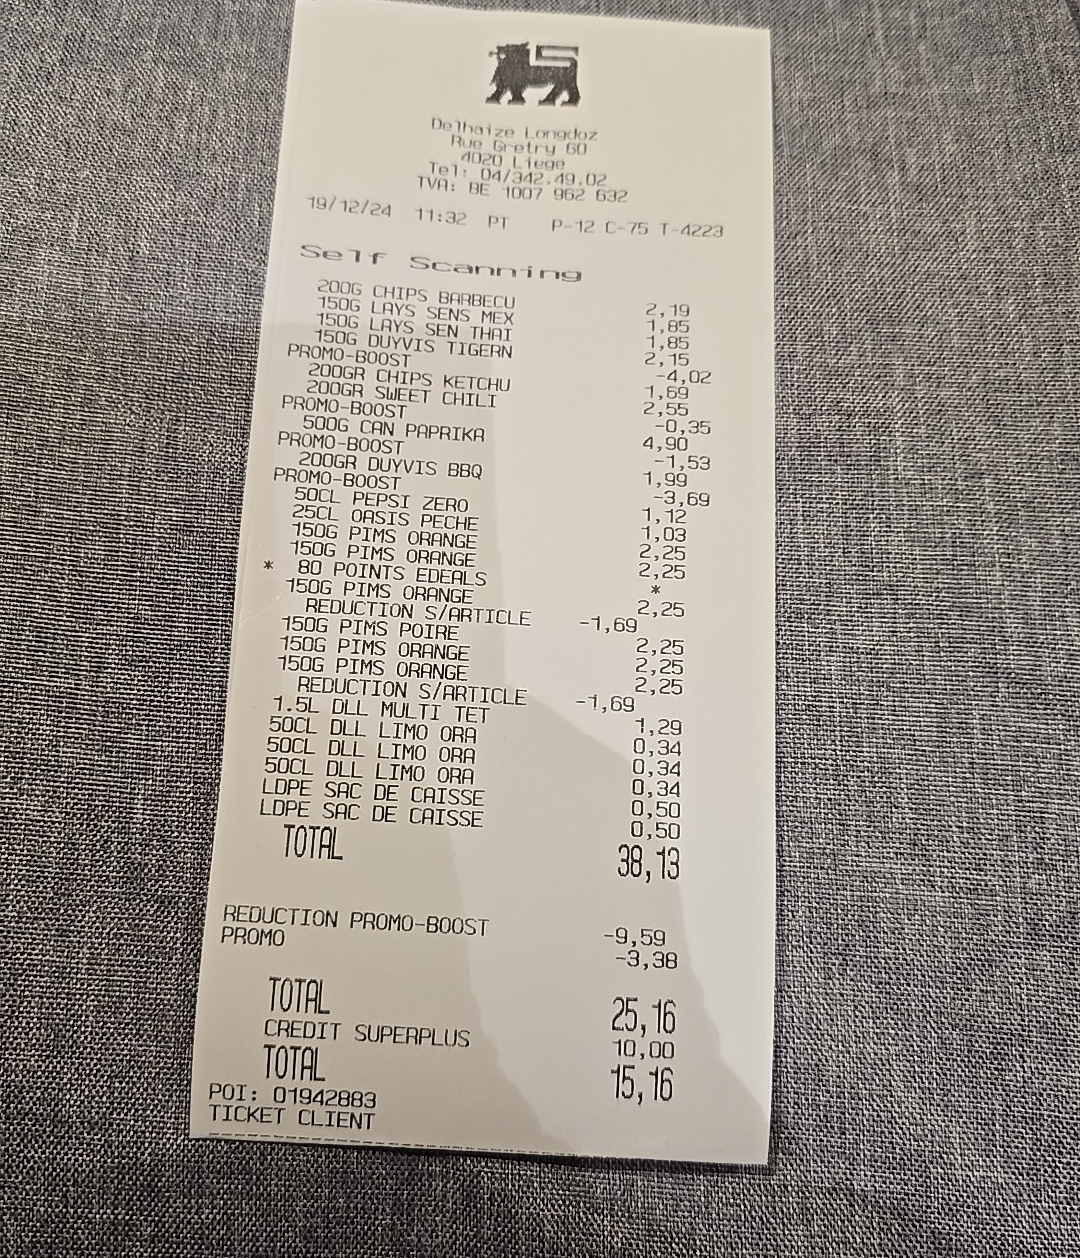 Delhaize Longdoz
Rue Gretry 60
4020 Liege
Tel: 04/342.49.02
TVA: BE 1007 962 632
19/12/24 11:32 PT P-12 C-75 T-4223
Self Scanning
200G CHIPS BARBECU 2,19
150G LAYS SENS MEX 1,85
150G LAYS SEN THAI 1,85
150G DUYVIS TIGERN 2,15
PROMO-BOOST -4,02
200GR CHIPS KETCHU 1,69
200GR SWEET CHILI 2,55
PROMO-BOOST -0,35
500G CAN PAPRIKA 4,90
PROMO-BOOST -1,53
200GR DUYVIS BBQ 1,99
PROMO-BOOST -3,69
50CL PEPSI ZERO 1,12
25CL OASIS PECHE 1,03
150G PIMS ORANGE 2,25
150G PIMS ORANGE 2,25
* 80 POINTS EDEALS *
150G PIMS ORANGE 2,25
REDUCTION S/ARTICLE -1,69
150G PIMS POIRE 2,25
150G PIMS ORANGE 2,25
150G PIMS ORANGE 2,25
REDUCTION S/ARTICLE -1,69
1.5L DLL MULTI TET 1,29
50CL DLL LIMO ORA 0,34
50CL DLL LIMO ORA 0,34
50CL DLL LIMO ORA 0,34
LDPE SAC DE CAISSE 0,50
LDPE SAC DE CAISSE 0,50
TOTAL 38,13
REDUCTION PROMO-BOOST -9,59
PROMO -3,38
TOTAL 25,16
CREDIT SUPERPLUS 10,00
TOTAL 15,16
POI: 01942883
TICKET CLIENT